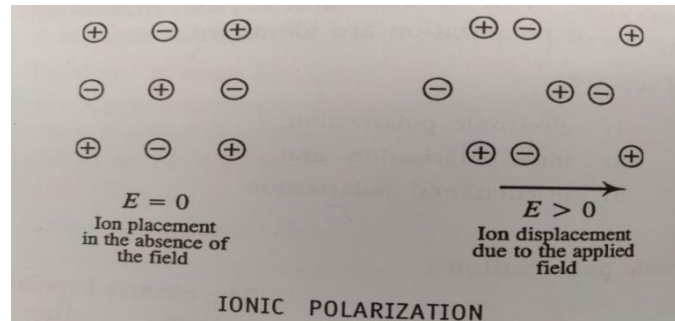 + − + + − +
− + − − + −
+ − + + − +
E = 0
Ion placement
in the absence of
the field
E > 0
Ion displacement
due to the applied
field
IONIC POLARIZATION